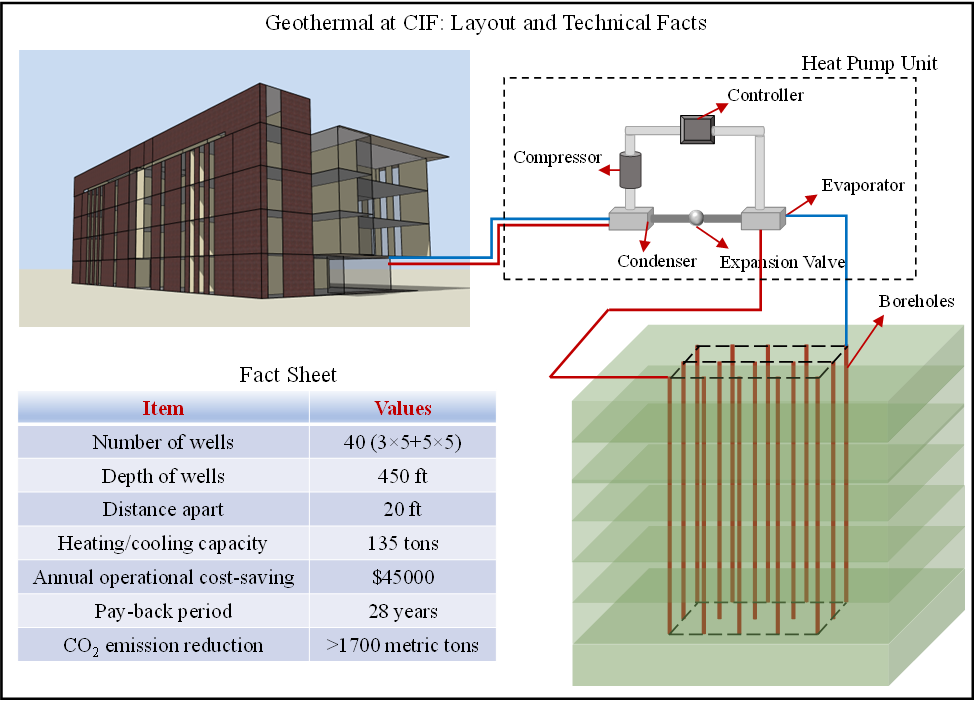 Geothermal at CIF: Layout and Technical Facts
Heat Pump Unit
Controller
Compressor
Evaporator
Condenser
Expansion Valve
Boreholes
Fact Sheet
Item Values
Number of wells 40 (3×5+5×5)
Depth of wells 450 ft
Distance apart 20 ft
Heating/cooling capacity 135 tons
Annual operational cost-saving $45000
Pay-back period 28 years
CO₂ emission reduction >1700 metric tons